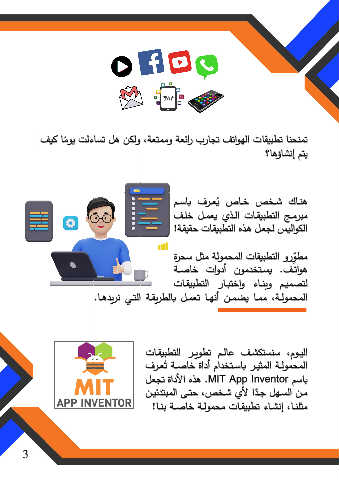 تمنحنا تطبيقات الهواتف تجارب رائعة وممتعة، ولكن هل تساءلت يومًا كيف
يتم إنشاؤها؟
هناك شخص خاص يُعرف باسم
مبرمج التطبيقات الذي يعمل خلف
الكواليس لجعل هذه التطبيقات حقيقة!
مطوّرو التطبيقات المحمولة مثل سحرة
هواتف. يستخدمون أدوات خاصة
لتصميم وبناء واختبار التطبيقات
المحمولة، مما يضمن أنها تعمل بالطريقة التي نريدها.
اليوم، سنستكشف عالم تطوير التطبيقات
المحمولة المثير باستخدام أداة خاصة تُعرف
باسم MIT App Inventor. هذه الأداة تجعل
من السهل جدًا لأي شخص، حتى المبتدئين
مثلنا، إنشاء تطبيقات محمولة خاصة بنا!
MIT
APP INVENTOR
3